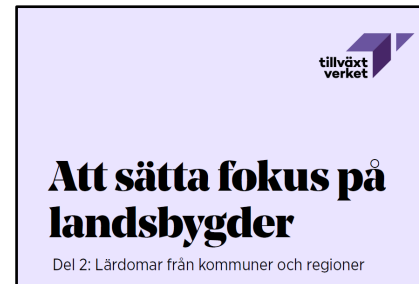 tillväxt
verket
Att sätta fokus på
landsbygder
Del 2: Lärdomar från kommuner och regioner